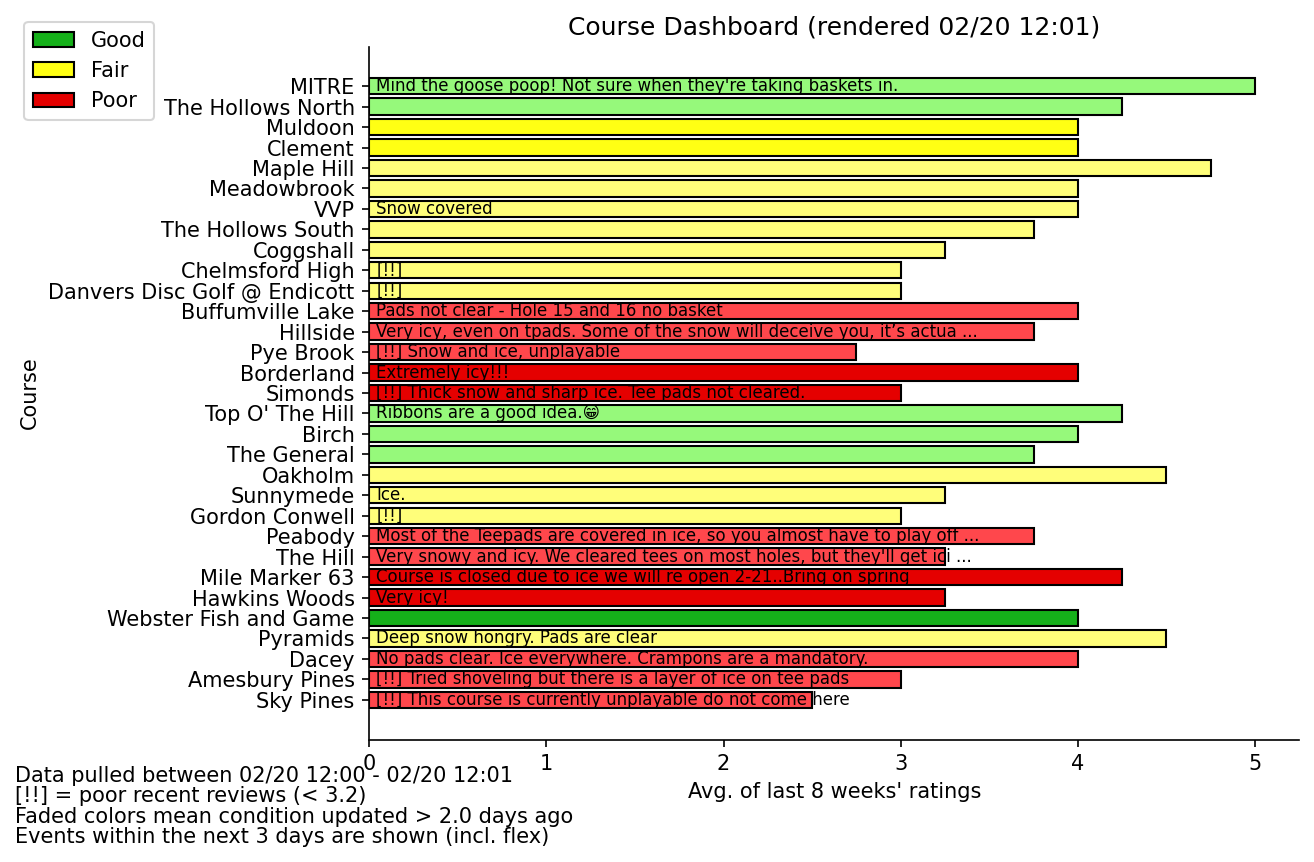 Course Dashboard (rendered 02/20 12:01)
Good
Fair
Poor
Course
MITRE Mind the goose poop! Not sure when they're taking baskets in.
The Hollows North
Muldoon
Clement
Maple Hill
Meadowbrook
VVP Snow covered
The Hollows South
Coggshall
Chelmsford High [!!]
Danvers Disc Golf @ Endicott [!!]
Buffumville Lake Pads not clear - Hole 15 and 16 no basket
Hillside Very icy, even on tpads. Some of the snow will deceive you, it’s actua ...
Pye Brook [!!] Snow and ice, unplayable
Borderland Extremely icy!!!
Simonds [!!] Thick snow and sharp ice. Tee pads not cleared.
Top O' The Hill Ribbons are a good idea.😁
Birch
The General
Oakholm
Sunnymede Ice.
Gordon Conwell [!!]
Peabody Most of the Teepads are covered in ice, so you almost have to play off ...
The Hill Very snowy and icy. We cleared tees on most holes, but they'll get ici ...
Mile Marker 63 Course is closed due to ice we will re open 2-21..Bring on spring
Hawkins Woods Very icy!
Webster Fish and Game
Pyramids Deep snow hongry. Pads are clear
Dacey No pads clear. Ice everywhere. Crampons are a mandatory.
Amesbury Pines [!!] Tried shoveling but there is a layer of ice on tee pads
Sky Pines [!!] This course is currently unplayable do not come here
0 1 2 3 4 5
Avg. of last 8 weeks' ratings
Data pulled between 02/20 12:00 - 02/20 12:01
[!!] = poor recent reviews (< 3.2)
Faded colors mean condition updated > 2.0 days ago
Events within the next 3 days are shown (incl. flex)